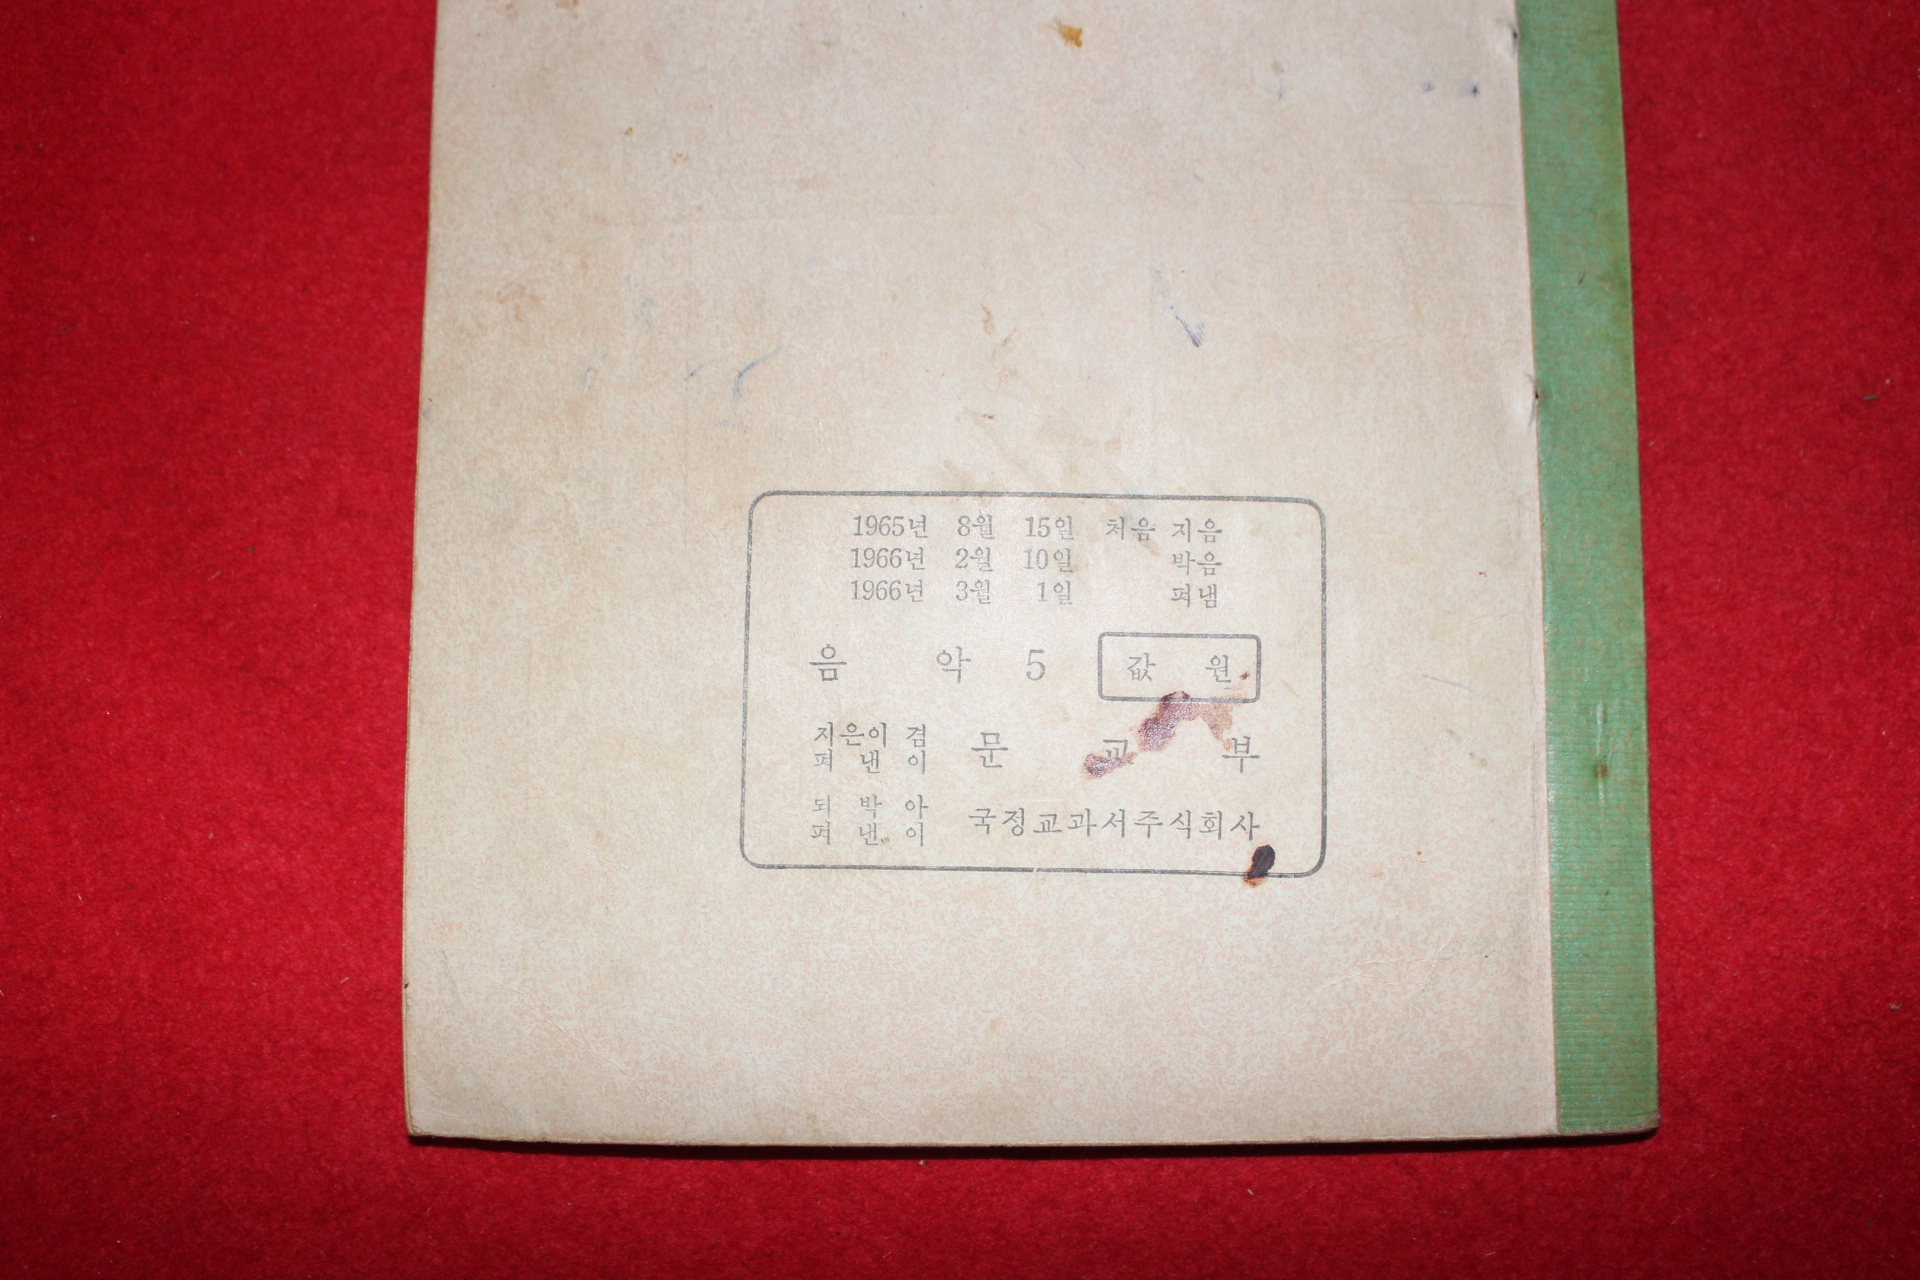 1965년 8월 15일 처음 지음
1966년 2월 10일 박음
1966년 3월 1일 펴냄
음 악 5 값 원
지은이 겸
펴 낸 이
문 교 부
되 박 아
펴 낸 이
국정교과서주식회사